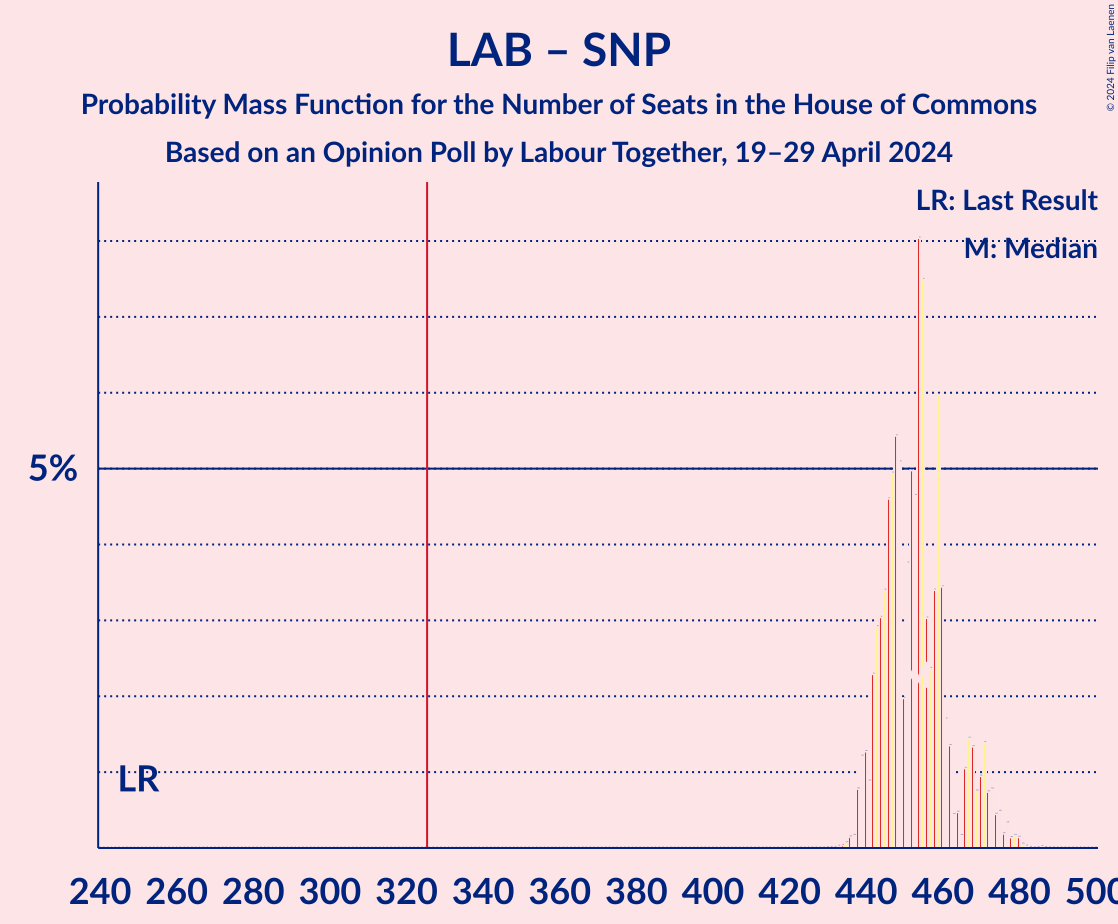 LAB – SNP
Probability Mass Function for the Number of Seats in the House of Commons
Based on an Opinion Poll by Labour Together, 19–29 April 2024
© 2024 Filip van Laenen
LR: Last Result
M: Median
5%
LR
240 260 280 300 320 340 360 380 400 420 440 460 480 500